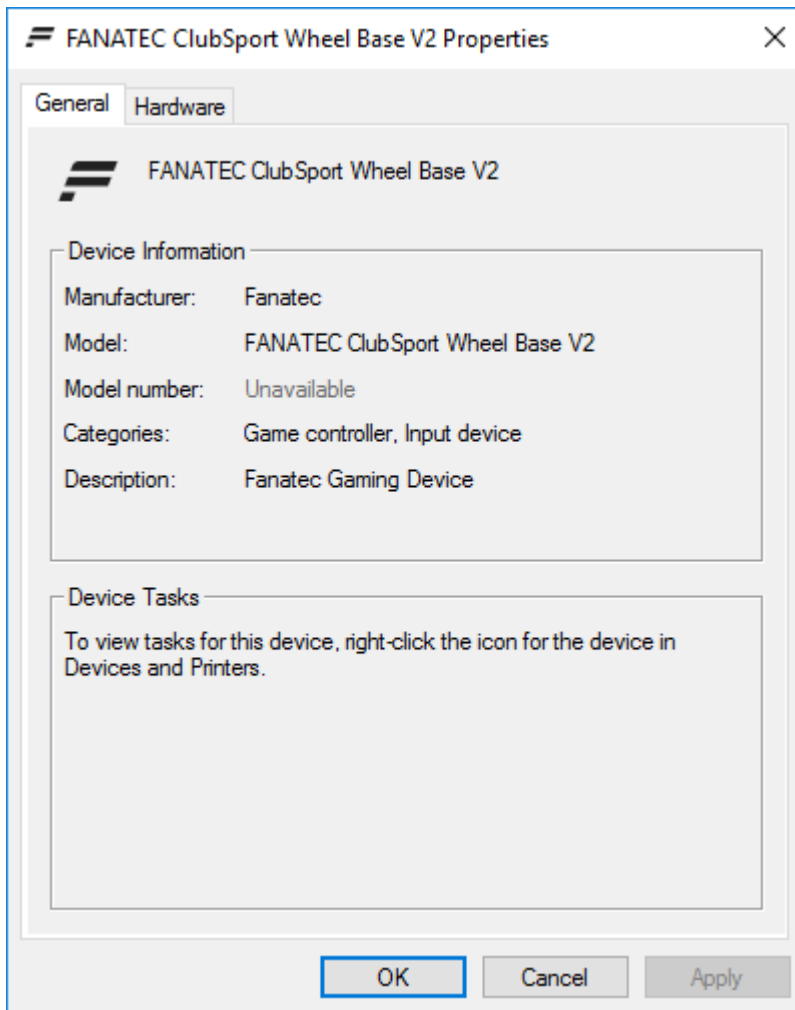 FANATEC ClubSport Wheel Base V2 Properties
General Hardware
FANATEC ClubSport Wheel Base V2
Device Information
Manufacturer: Fanatec
Model: FANATEC ClubSport Wheel Base V2
Model number: Unavailable
Categories: Game controller, Input device
Description: Fanatec Gaming Device
Device Tasks
To view tasks for this device, right-click the icon for the device in
Devices and Printers.
OK Cancel Apply